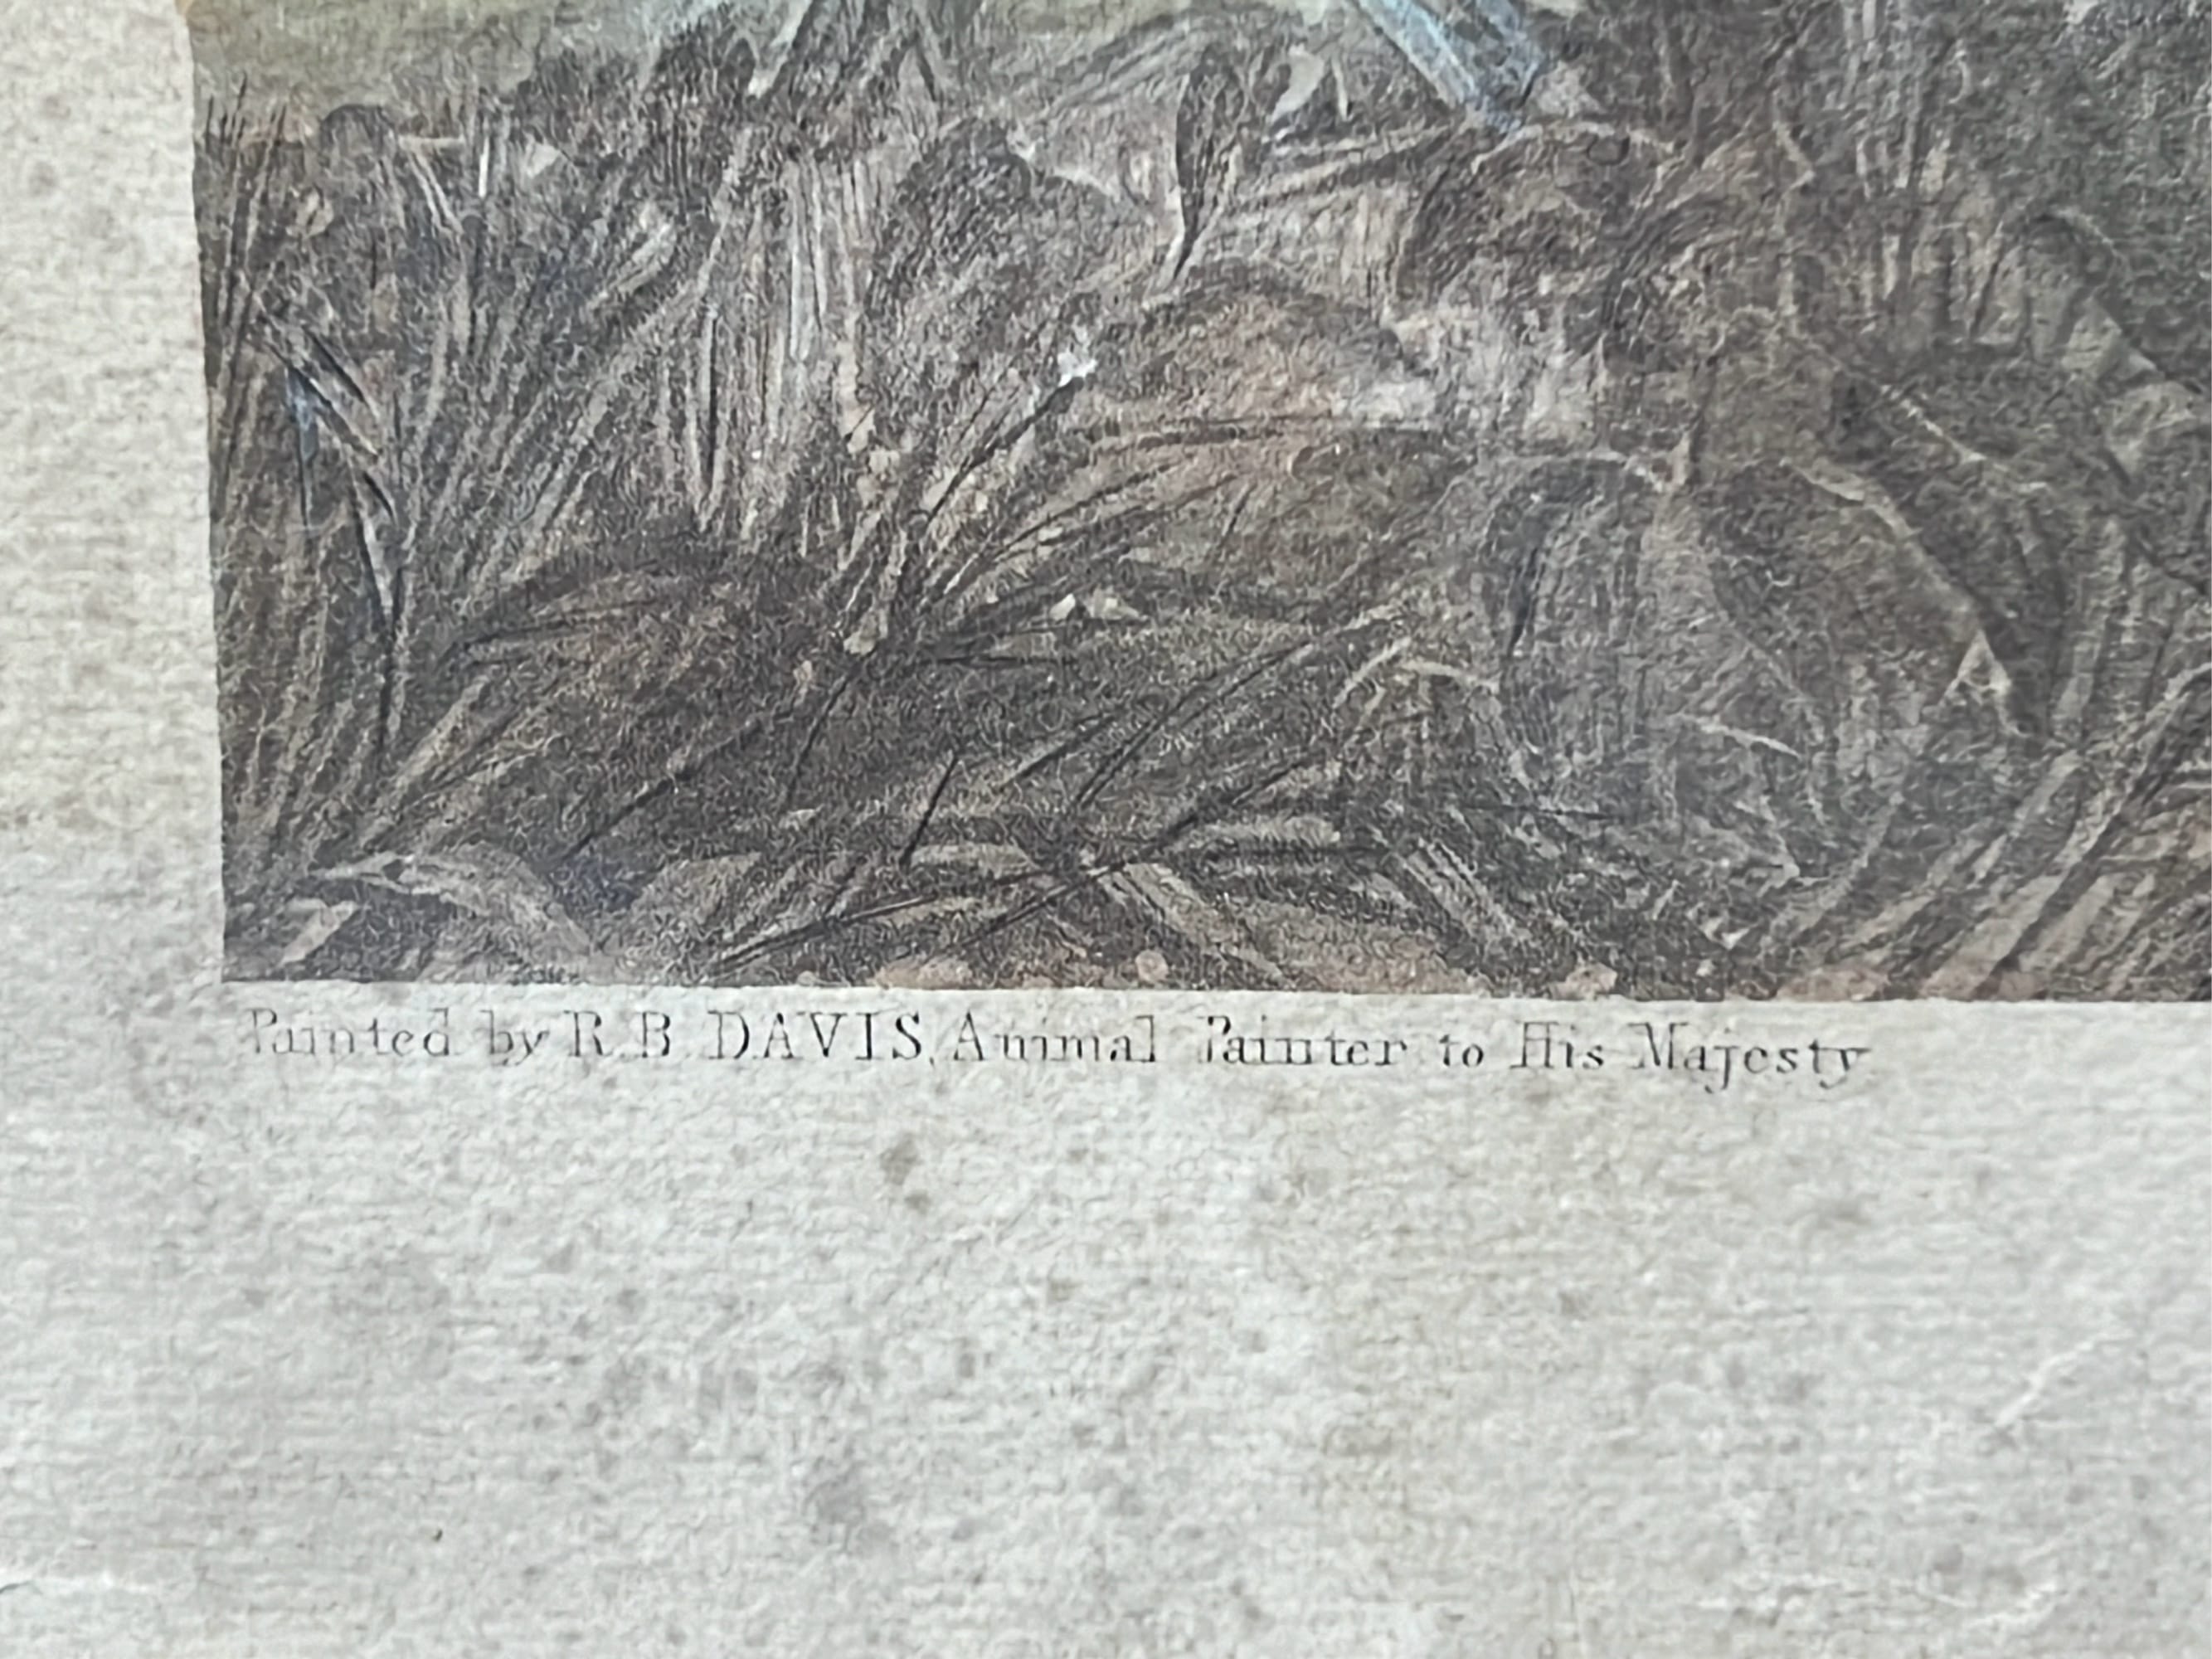 Painted by R.B. DAVIS, Animal Painter to His Majesty